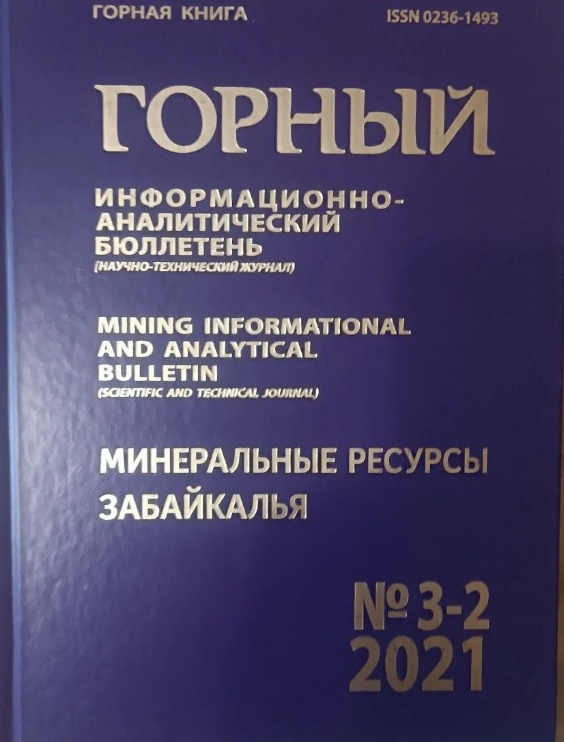 ГОРНАЯ КНИГА ISSN 0236-1493
ГОРНЫЙ
ИНФОРМАЦИОННО-
АНАЛИТИЧЕСКИЙ
БЮЛЛЕТЕНЬ
(НАУЧНО-ТЕХНИЧЕСКИЙ ЖУРНАЛ)
MINING INFORMATIONAL
AND ANALYTICAL
BULLETIN
(SCIENTIFIC AND TECHNICAL JOURNAL)
МИНЕРАЛЬНЫЕ РЕСУРСЫ
ЗАБАЙКАЛЬЯ
№ 3-2
2021